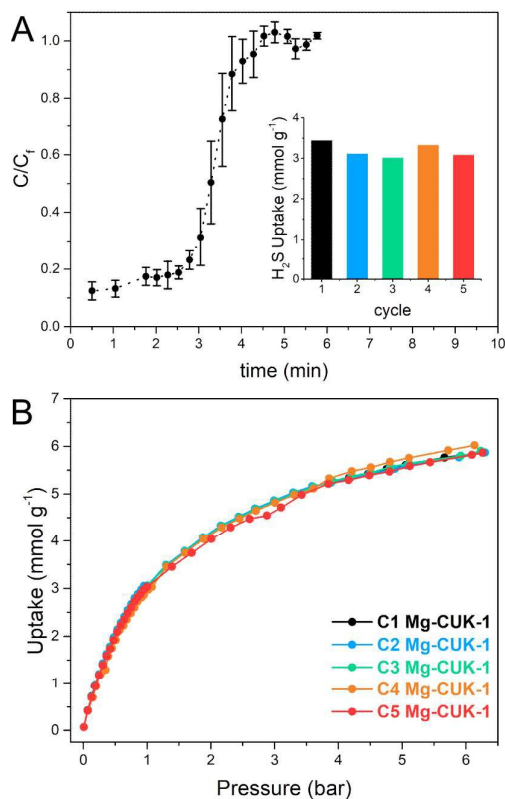 A
1.0
0.8
0.6
0.4
0.2
0.0
C/C_f
0 1 2 3 4 5 6 7 8 9 10
time (min)
4
3
2
1
0
H₂S Uptake (mmol g⁻¹)
1 2 3 4 5
cycle
B
7
6
5
4
3
2
1
0
Uptake (mmol g⁻¹)
C1 Mg-CUK-1
C2 Mg-CUK-1
C3 Mg-CUK-1
C4 Mg-CUK-1
C5 Mg-CUK-1
0 1 2 3 4 5 6
Pressure (bar)